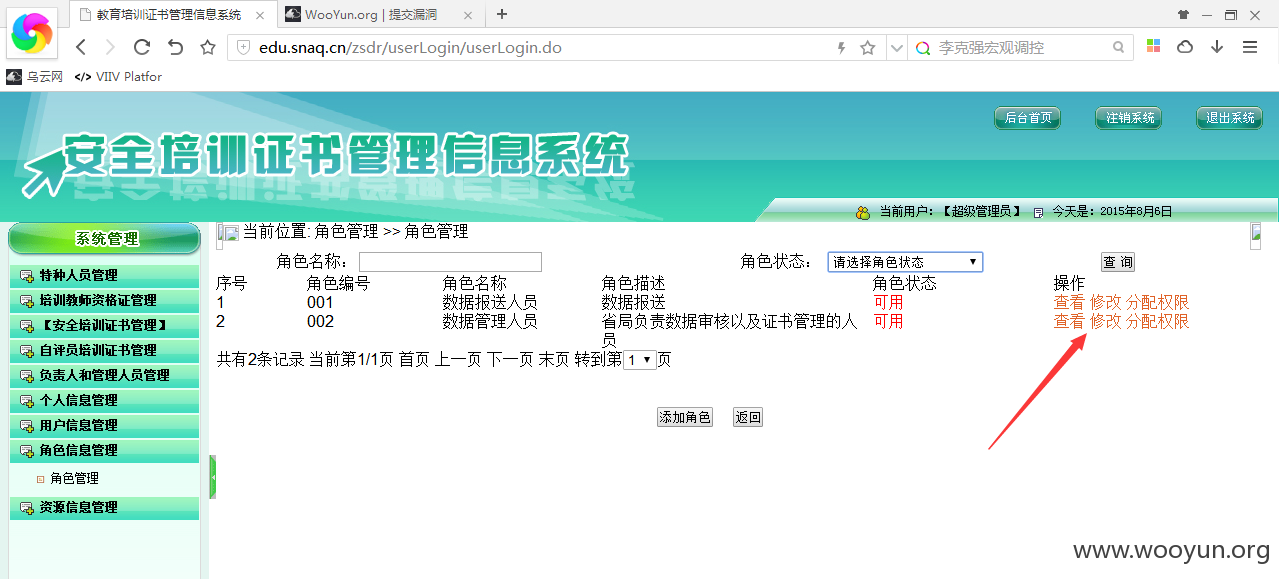 教育培训证书管理信息系统
WooYun.org | 提交漏洞
edu.snaq.cn/zsdr/userLogin/userLogin.do
李克强宏观调控
乌云网 </> VIIV Platfor
后台首页 注销系统 退出系统
安全培训证书管理信息系统
当前用户：【超级管理员】 今天是：2015年8月6日
系统管理
特种人员管理
培训教师资格证管理
【安全培训证书管理】
自评员培训证书管理
负责人和管理人员管理
个人信息管理
用户信息管理
角色信息管理
角色管理
资源信息管理
当前位置: 角色管理 >> 角色管理
角色名称： 角色状态： 请选择角色状态 查 询
序号 角色编号 角色名称 角色描述 角色状态 操作
1 001 数据报送人员 数据报送 可用 查看 修改 分配权限
2 002 数据管理人员 省局负责数据审核以及证书管理的人 可用 查看 修改 分配权限
员
共有2条记录 当前第1/1页 首页 上一页 下一页 末页 转到第 1 页
添加角色 返回
www.wooyun.org